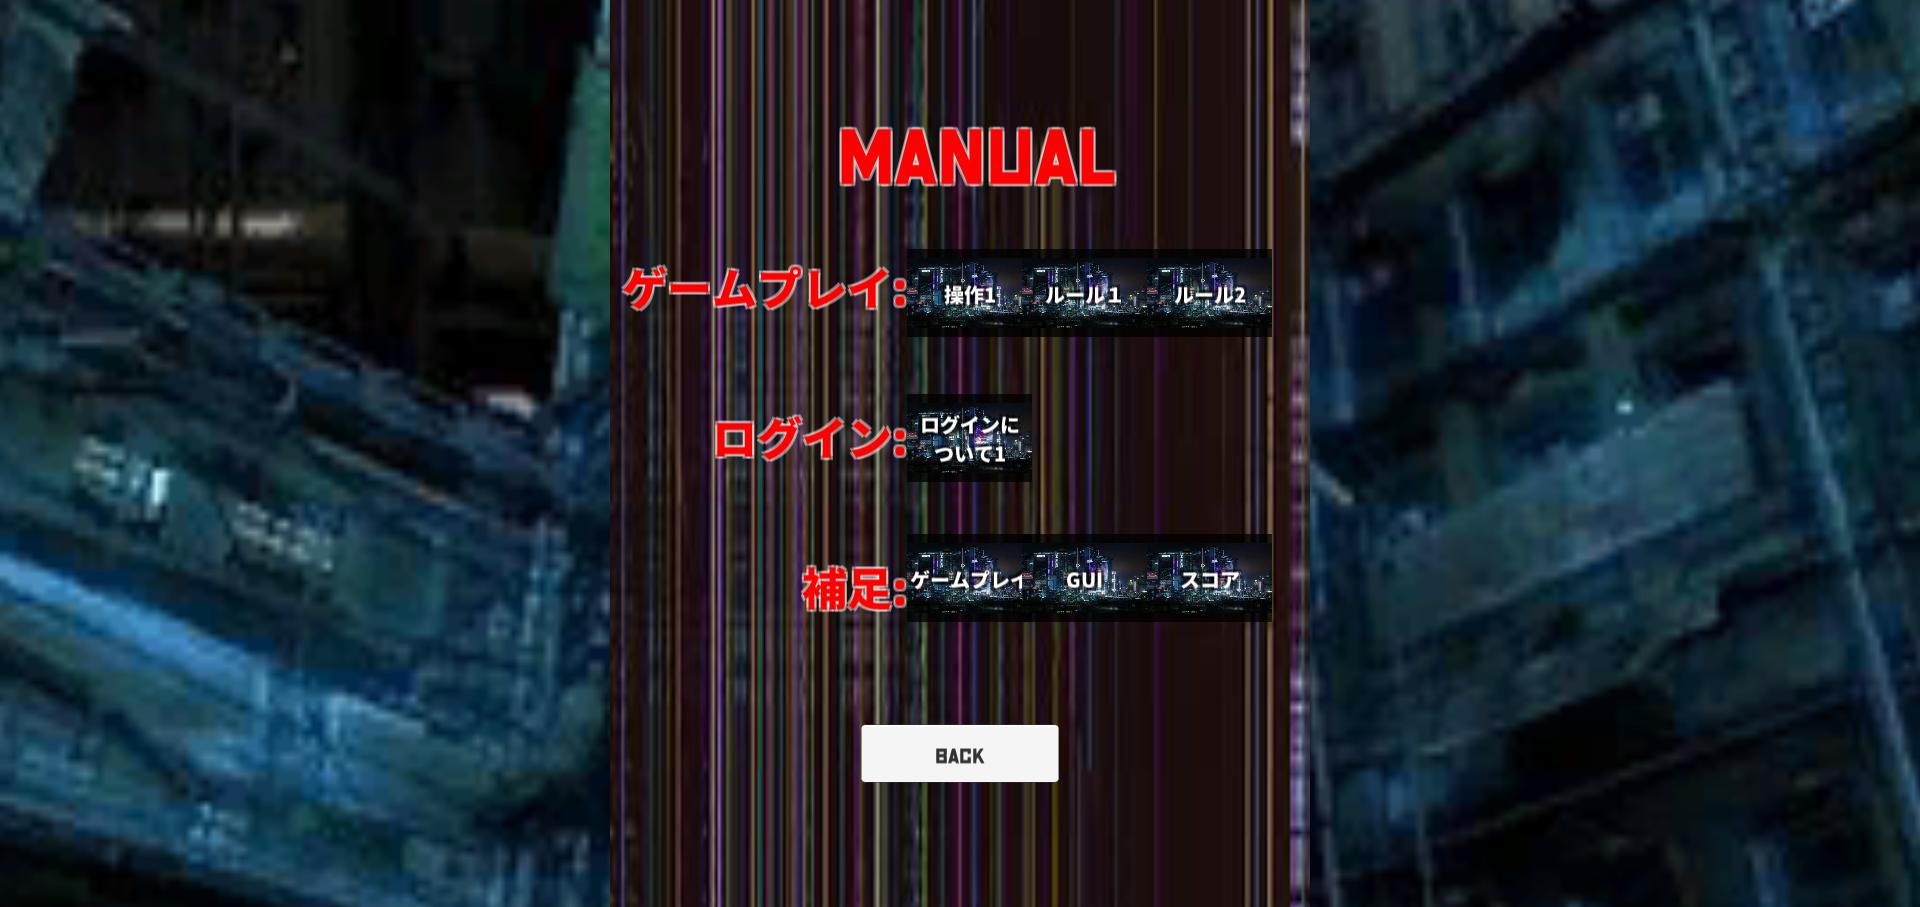 MANUAL
ゲームプレイ:
操作1
ルール１
ルール2
ログイン:
ログインに
ついて1
補足:
ゲームプレイ
GUI
スコア
BACK